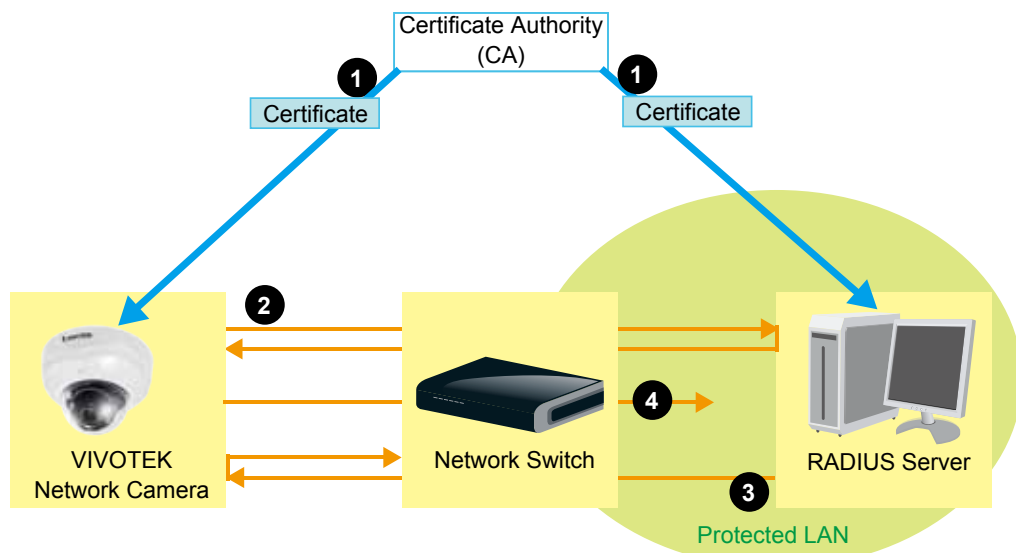 Certificate Authority
(CA)
1
1
Certificate
Certificate
2
4
VIVOTEK
Network Camera
Network Switch
RADIUS Server
3
Protected LAN